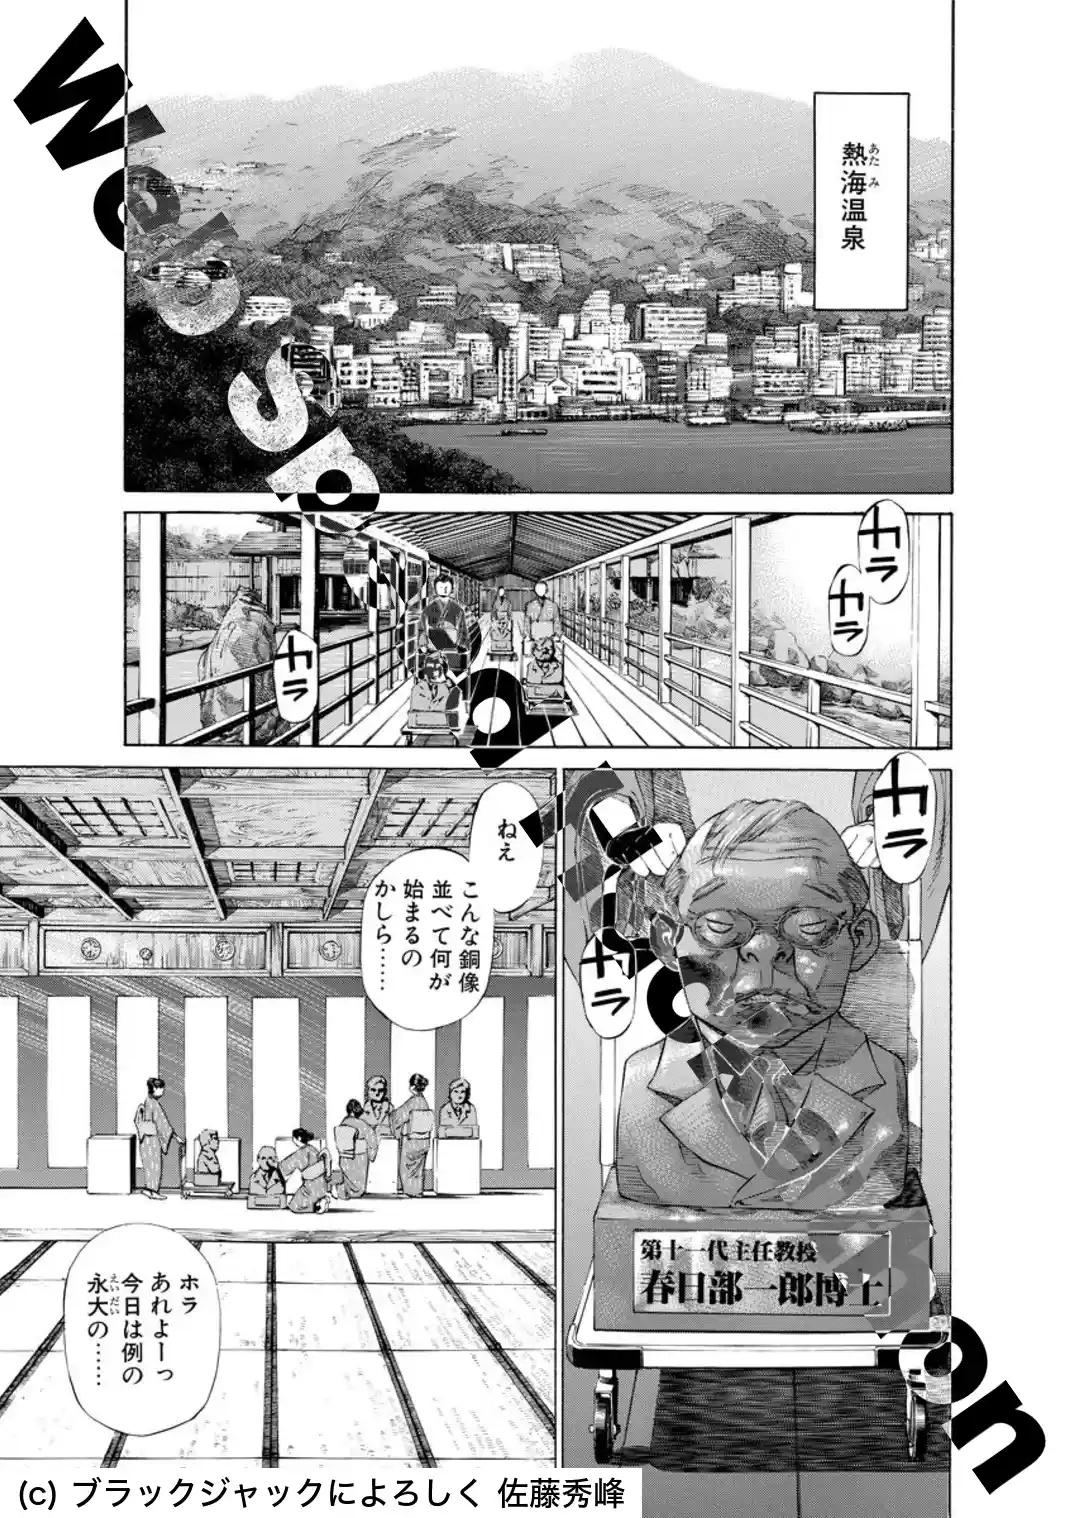 熱海温泉
カラ
カラ
カラ
カラ
カラ
第十一代主任教授
春日部一郎博士
ねえ
こんな銅像
並べて何が
始まるの
かしら……
ホラ
あれよーっ
今日は例の
永大の……
(c) ブラックジャックによろしく 佐藤秀峰